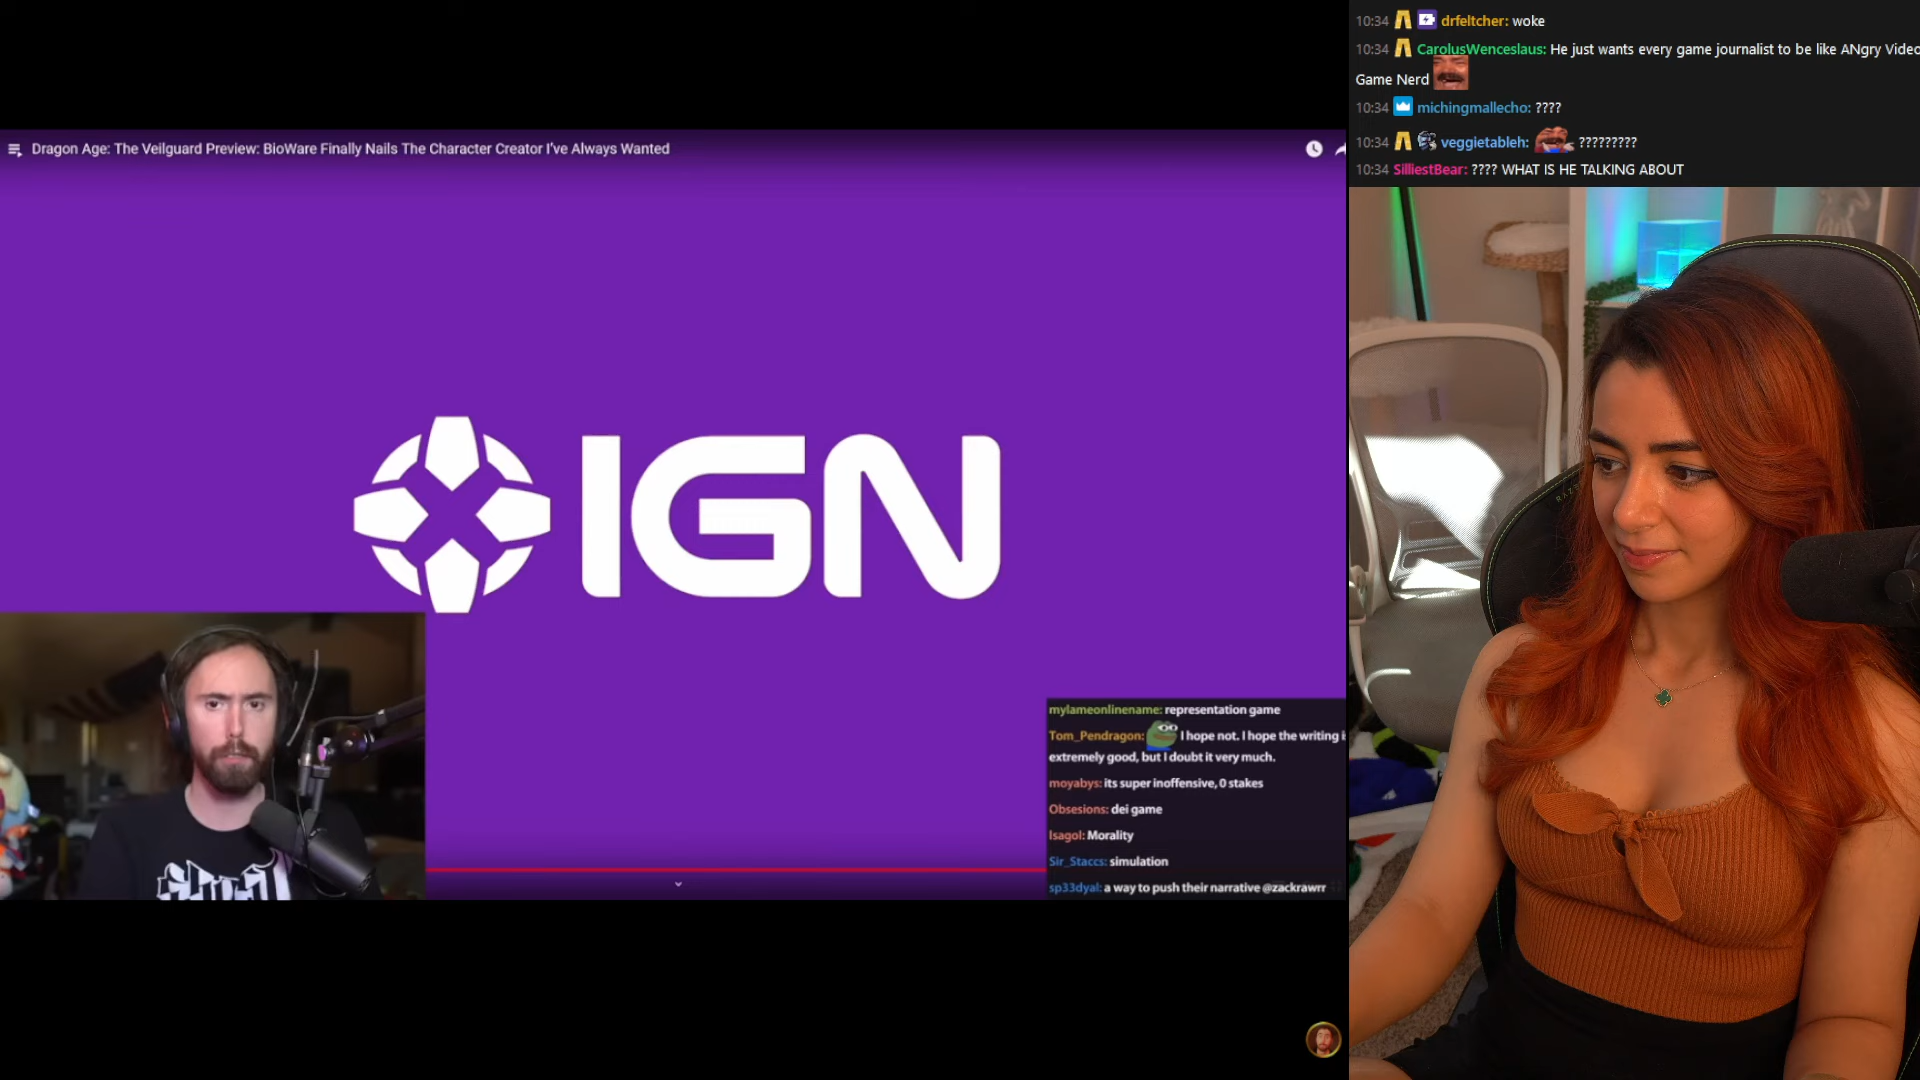 Dragon Age: The Veilguard Preview: BioWare Finally Nails The Character Creator I've Always Wanted
IGN
mylameonlinename: representation game
Tom_Pendragon: I hope not. I hope the writing
extremely good, but I doubt it very much.
moyabys: its super inoffensive, 0 stakes
Obsesions: dei game
Isagol: Morality
Sir_Staccs: simulation
sp33dyal: a way to push their narrative @zackrawrr
10:34 drfeltcher: woke
10:34 CarolusWenceslaus: He just wants every game journalist to be like ANgry Video
Game Nerd
10:34 michingmallecho: ????
10:34 veggietableh: ?????????
10:34 SilliestBear: ???? WHAT IS HE TALKING ABOUT